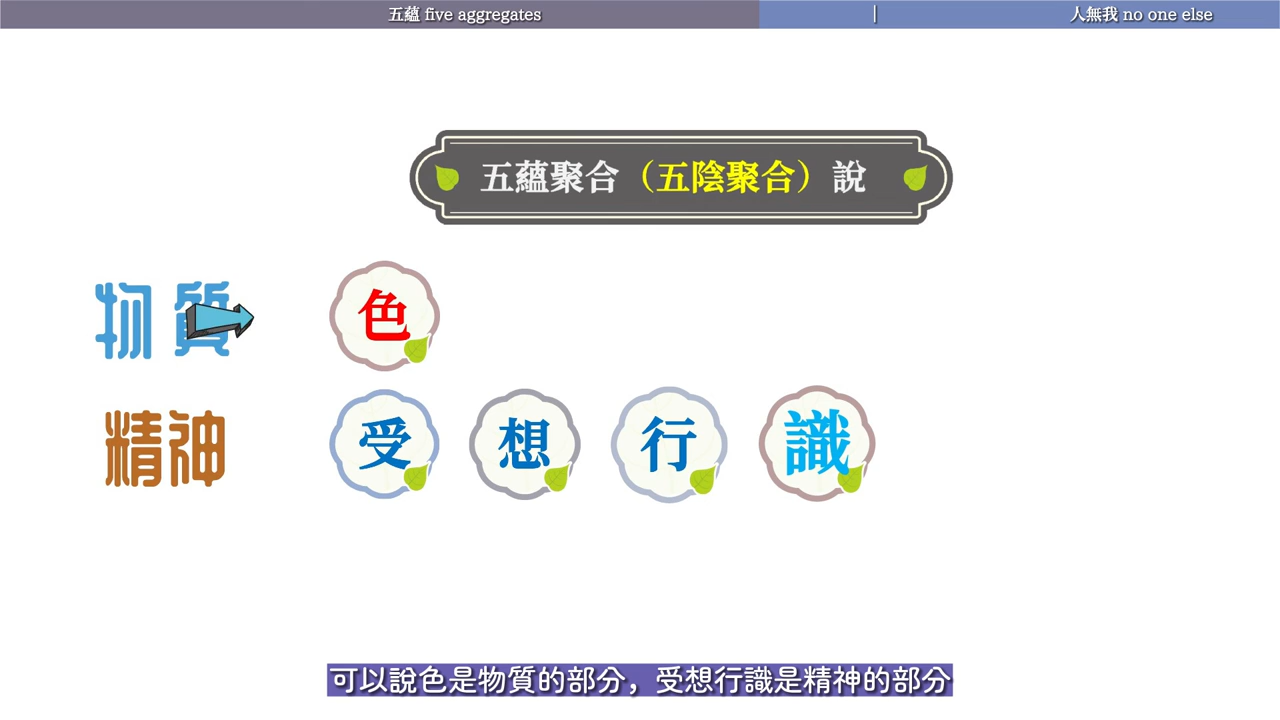 五蘊 five aggregates | 人無我 no one else
五蘊聚合（五陰聚合）說
物質 色
精神 受 想 行 識
可以說色是物質的部分，受想行識是精神的部分